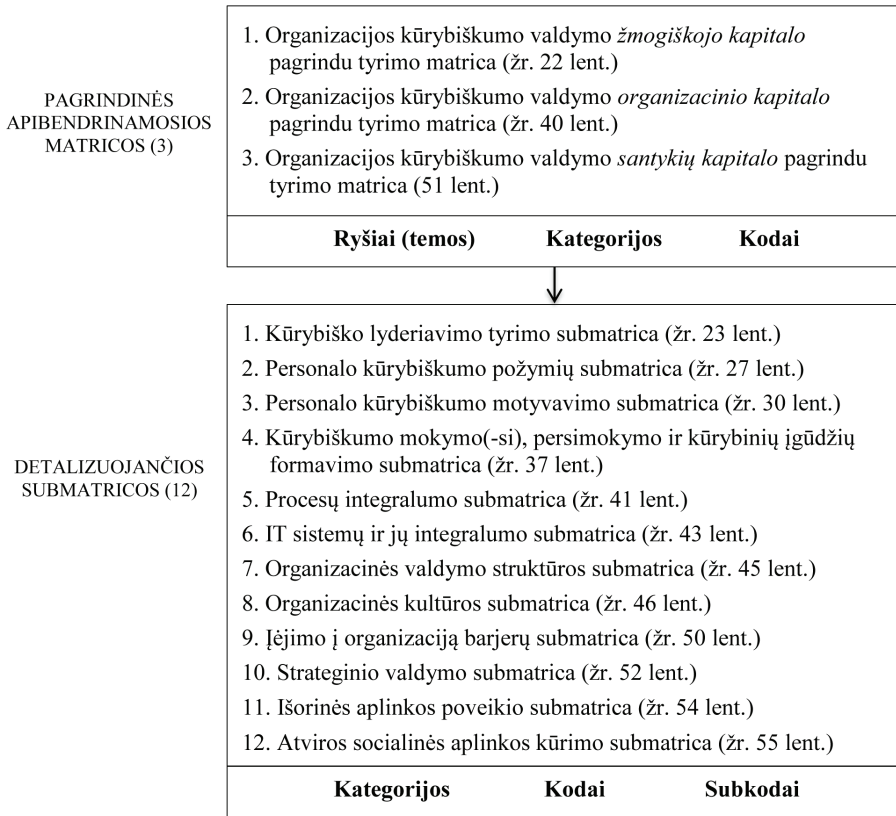 PAGRINDINĖS
APIBENDRINAMOSIOS
MATRICOS (3)
1. Organizacijos kūrybiškumo valdymo žmogiškojo kapitalo
pagrindu tyrimo matrica (žr. 22 lent.)
2. Organizacijos kūrybiškumo valdymo organizacinio kapitalo
pagrindu tyrimo matrica (žr. 40 lent.)
3. Organizacijos kūrybiškumo valdymo santykių kapitalo pagrindu
tyrimo matrica (51 lent.)
Ryšiai (temos) Kategorijos Kodai
DETALIZUOJANČIOS
SUBMATRICOS (12)
1. Kūrybiško lyderiavimo tyrimo submatrica (žr. 23 lent.)
2. Personalo kūrybiškumo požymių submatrica (žr. 27 lent.)
3. Personalo kūrybiškumo motyvavimo submatrica (žr. 30 lent.)
4. Kūrybiškumo mokymo(-si), persimokymo ir kūrybinių įgūdžių
formavimo submatrica (žr. 37 lent.)
5. Procesų integralumo submatrica (žr. 41 lent.)
6. IT sistemų ir jų integralumo submatrica (žr. 43 lent.)
7. Organizacinės valdymo struktūros submatrica (žr. 45 lent.)
8. Organizacinės kultūros submatrica (žr. 46 lent.)
9. Įėjimo į organizaciją barjerų submatrica (žr. 50 lent.)
10. Strateginio valdymo submatrica (žr. 52 lent.)
11. Išorinės aplinkos poveikio submatrica (žr. 54 lent.)
12. Atviros socialinės aplinkos kūrimo submatrica (žr. 55 lent.)
Kategorijos Kodai Subkodai